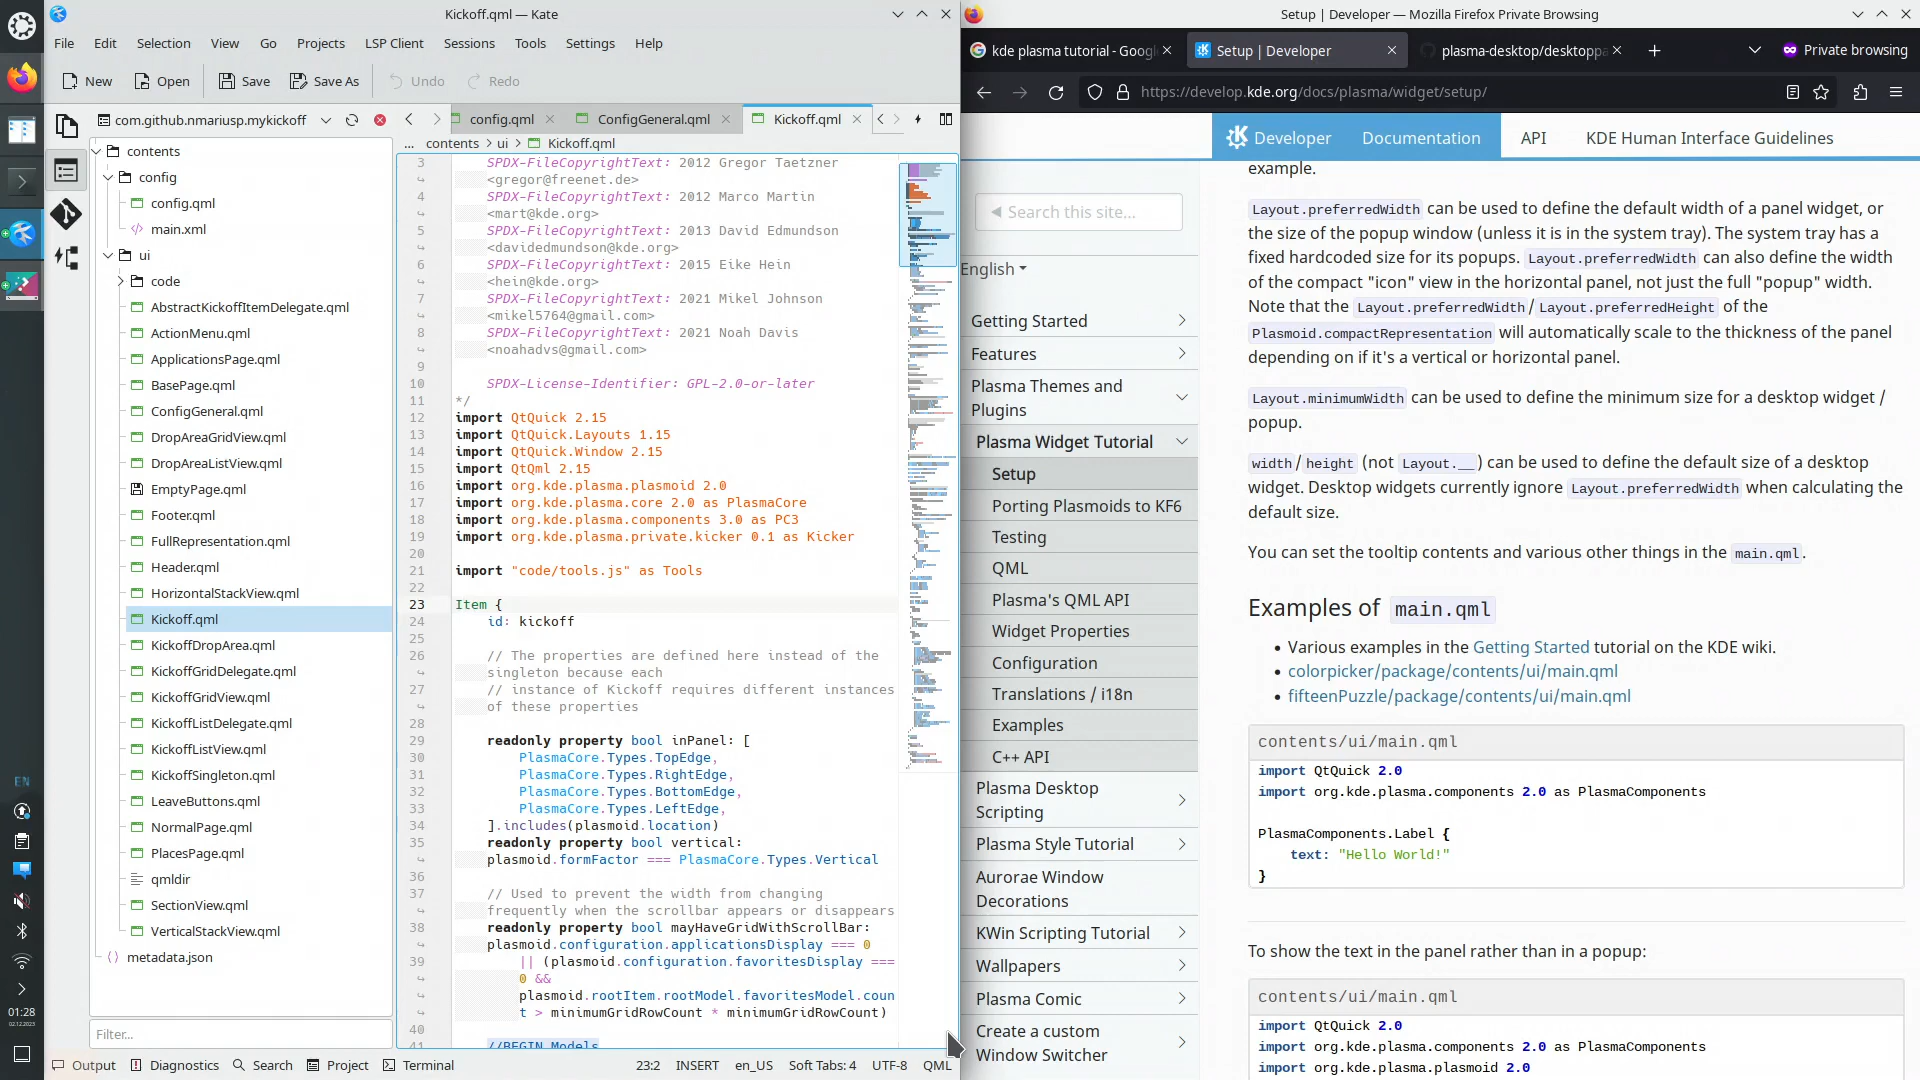 Kickoff.qml — Kate
File Edit Selection View Go Projects LSP Client Sessions Tools Settings Help
New Open Save Save As Undo Redo
com.github.nmariusp.mykickoff
contents
config
config.qml
main.xml
ui
code
AbstractKickoffItemDelegate.qml
ActionMenu.qml
ApplicationsPage.qml
BasePage.qml
ConfigGeneral.qml
DropAreaGridView.qml
DropAreaListView.qml
EmptyPage.qml
Footer.qml
FullRepresentation.qml
Header.qml
HorizontalStackView.qml
Kickoff.qml
KickoffDropArea.qml
KickoffGridDelegate.qml
KickoffGridView.qml
KickoffListDelegate.qml
KickoffListView.qml
KickoffSingleton.qml
LeaveButtons.qml
NormalPage.qml
PlacesPage.qml
qmldir
SectionView.qml
VerticalStackView.qml
metadata.json
Filter...
config.qml ConfigGeneral.qml Kickoff.qml
... contents > ui > Kickoff.qml
3 SPDX-FileCopyrightText: 2012 Gregor Taetzner
<gregor@freenet.de>
4 SPDX-FileCopyrightText: 2012 Marco Martin
<mart@kde.org>
5 SPDX-FileCopyrightText: 2013 David Edmundson
<davidedmundson@kde.org>
6 SPDX-FileCopyrightText: 2015 Eike Hein
<hein@kde.org>
7 SPDX-FileCopyrightText: 2021 Mikel Johnson
<mikel5764@gmail.com>
8 SPDX-FileCopyrightText: 2021 Noah Davis
<noahadvs@gmail.com>
9
10 SPDX-License-Identifier: GPL-2.0-or-later
11 */
12 import QtQuick 2.15
13 import QtQuick.Layouts 1.15
14 import QtQuick.Window 2.15
15 import QtQml 2.15
16 import org.kde.plasma.plasmoid 2.0
17 import org.kde.plasma.core 2.0 as PlasmaCore
18 import org.kde.plasma.components 3.0 as PC3
19 import org.kde.plasma.private.kicker 0.1 as Kicker
20
21 import "code/tools.js" as Tools
22
23 Item {
24 id: kickoff
25
26 // The properties are defined here instead of the
singleton because each
27 // instance of Kickoff requires different instances
of these properties
28
29 readonly property bool inPanel: [
30 PlasmaCore.Types.TopEdge,
31 PlasmaCore.Types.RightEdge,
32 PlasmaCore.Types.BottomEdge,
33 PlasmaCore.Types.LeftEdge,
34 ].includes(plasmoid.location)
35 readonly property bool vertical:
plasmoid.formFactor === PlasmaCore.Types.Vertical
36
37 // Used to prevent the width from changing
frequently when the scrollbar appears or disappears
38 readonly property bool mayHaveGridWithScrollBar:
plasmoid.configuration.applicationsDisplay === 0
39 || (plasmoid.configuration.favoritesDisplay ===
0 &&
plasmoid.rootItem.rootModel.favoritesModel.coun
t > minimumGridRowCount * minimumGridRowCount)
40
41 //BEGIN Models
Output Diagnostics Search Project Terminal 23:2 INSERT en_US Soft Tabs: 4 UTF-8 QML
EN
01:28
02.12.2023
Setup | Developer — Mozilla Firefox Private Browsing
kde plasma tutorial - Googl Setup | Developer plasma-desktop/desktoppa Private browsing
https://develop.kde.org/docs/plasma/widget/setup/
Developer Documentation API KDE Human Interface Guidelines
Search this site...
English
Getting Started
Features
Plasma Themes and
Plugins
Plasma Widget Tutorial
Setup
Porting Plasmoids to KF6
Testing
QML
Plasma's QML API
Widget Properties
Configuration
Translations / i18n
Examples
C++ API
Plasma Desktop
Scripting
Plasma Style Tutorial
Aurorae Window
Decorations
KWin Scripting Tutorial
Wallpapers
Plasma Comic
Create a custom
Window Switcher
example.
Layout.preferredWidth can be used to define the default width of a panel widget, or
the size of the popup window (unless it is in the system tray). The system tray has a
fixed hardcoded size for its popups. Layout.preferredWidth can also define the width
of the compact "icon" view in the horizontal panel, not just the full "popup" width.
Note that the Layout.preferredWidth/Layout.preferredHeight of the
Plasmoid.compactRepresentation will automatically scale to the thickness of the panel
depending on if it's a vertical or horizontal panel.
Layout.minimumWidth can be used to define the minimum size for a desktop widget /
popup.
width/height (not Layout.__) can be used to define the default size of a desktop
widget. Desktop widgets currently ignore Layout.preferredWidth when calculating the
default size.
You can set the tooltip contents and various other things in the main.qml.
Examples of main.qml
• Various examples in the Getting Started tutorial on the KDE wiki.
• colorpicker/package/contents/ui/main.qml
• fifteenPuzzle/package/contents/ui/main.qml
contents/ui/main.qml
import QtQuick 2.0
import org.kde.plasma.components 2.0 as PlasmaComponents
PlasmaComponents.Label {
text: "Hello World!"
}
To show the text in the panel rather than in a popup:
contents/ui/main.qml
import QtQuick 2.0
import org.kde.plasma.components 2.0 as PlasmaComponents
import org.kde.plasma.plasmoid 2.0